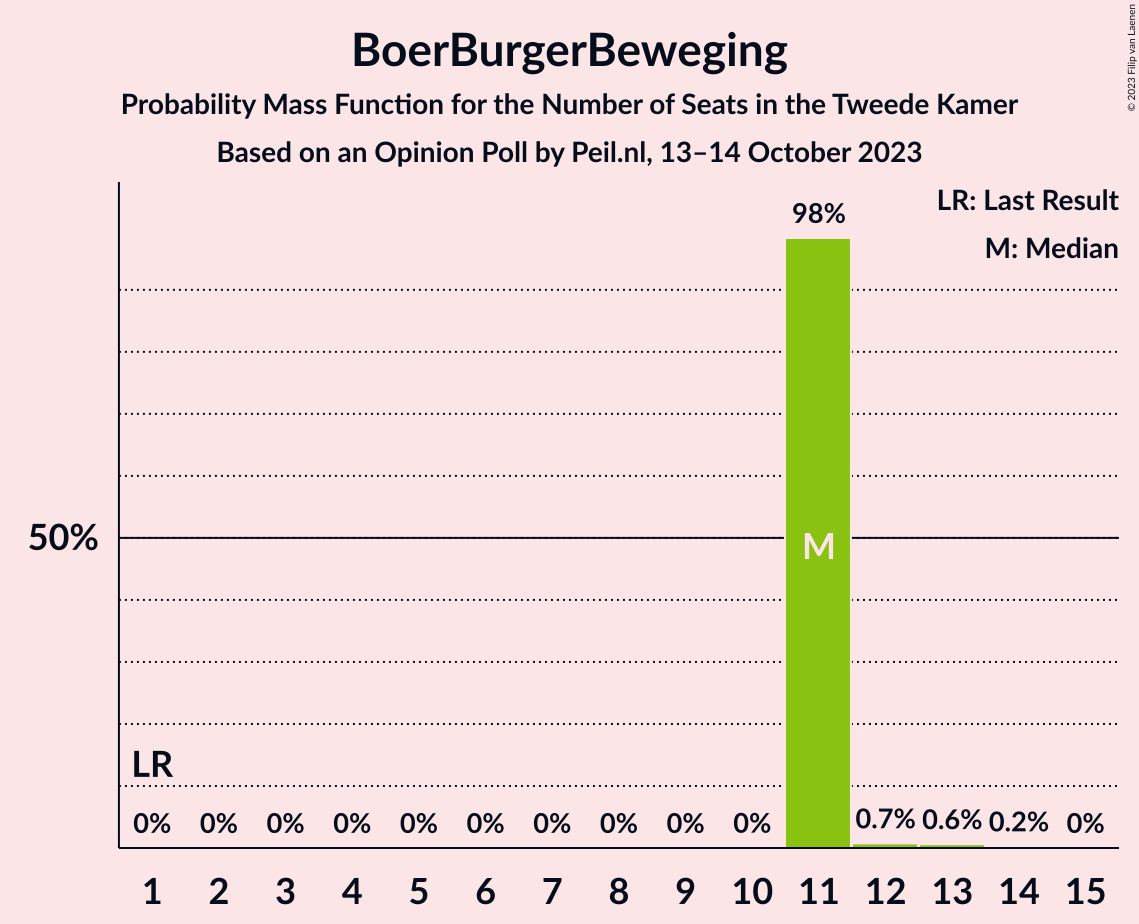 BoerBurgerBeweging
Probability Mass Function for the Number of Seats in the Tweede Kamer
Based on an Opinion Poll by Peil.nl, 13–14 October 2023
© 2023 Filip van Laenen
LR: Last Result
M: Median
98%
50%
M
LR
0% 0% 0% 0% 0% 0% 0% 0% 0% 0% 0.7% 0.6% 0.2% 0%
1 2 3 4 5 6 7 8 9 10 11 12 13 14 15